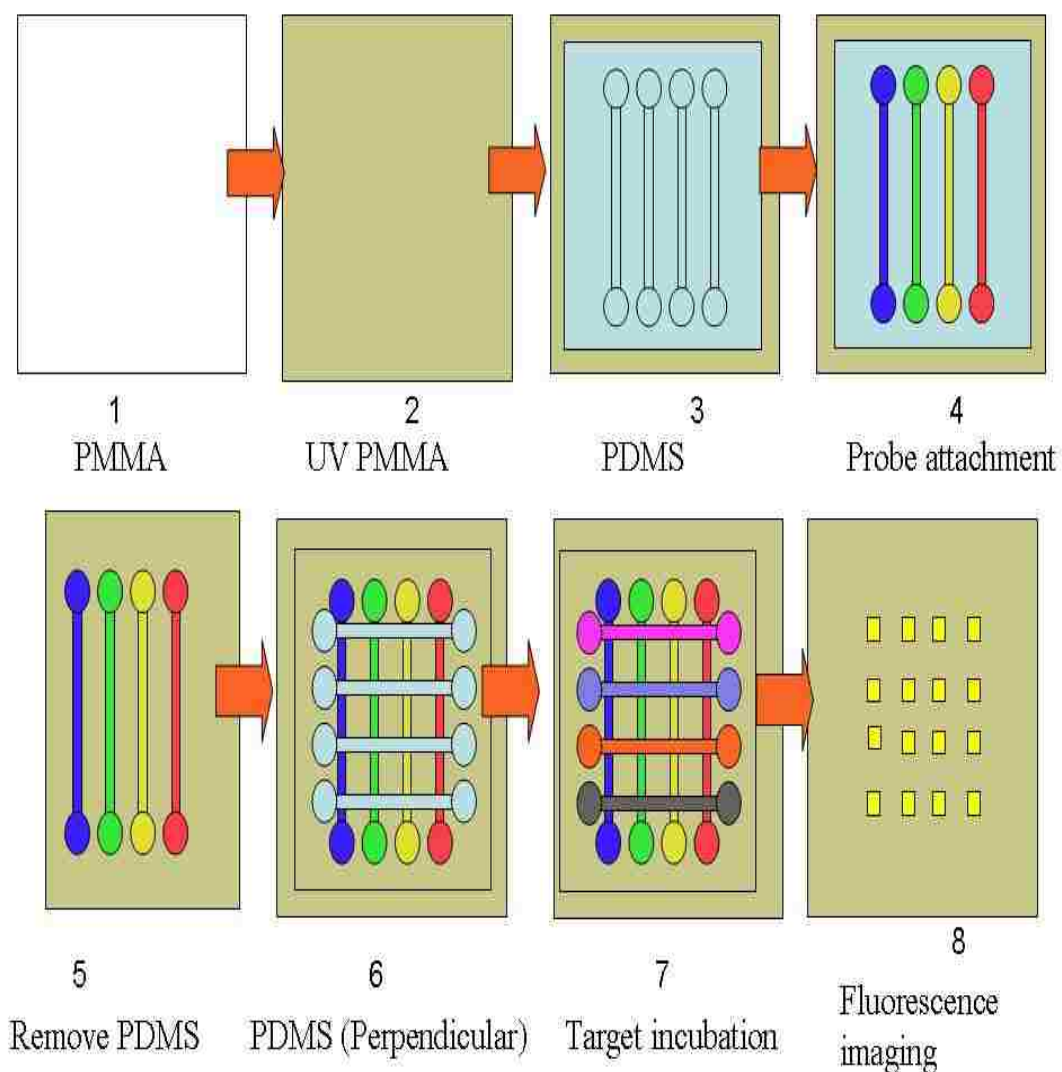 1
PMMA
2
UV PMMA
3
PDMS
4
Probe attachment
5
Remove PDMS
6
PDMS (Perpendicular)
7
Target incubation
8
Fluorescence
imaging